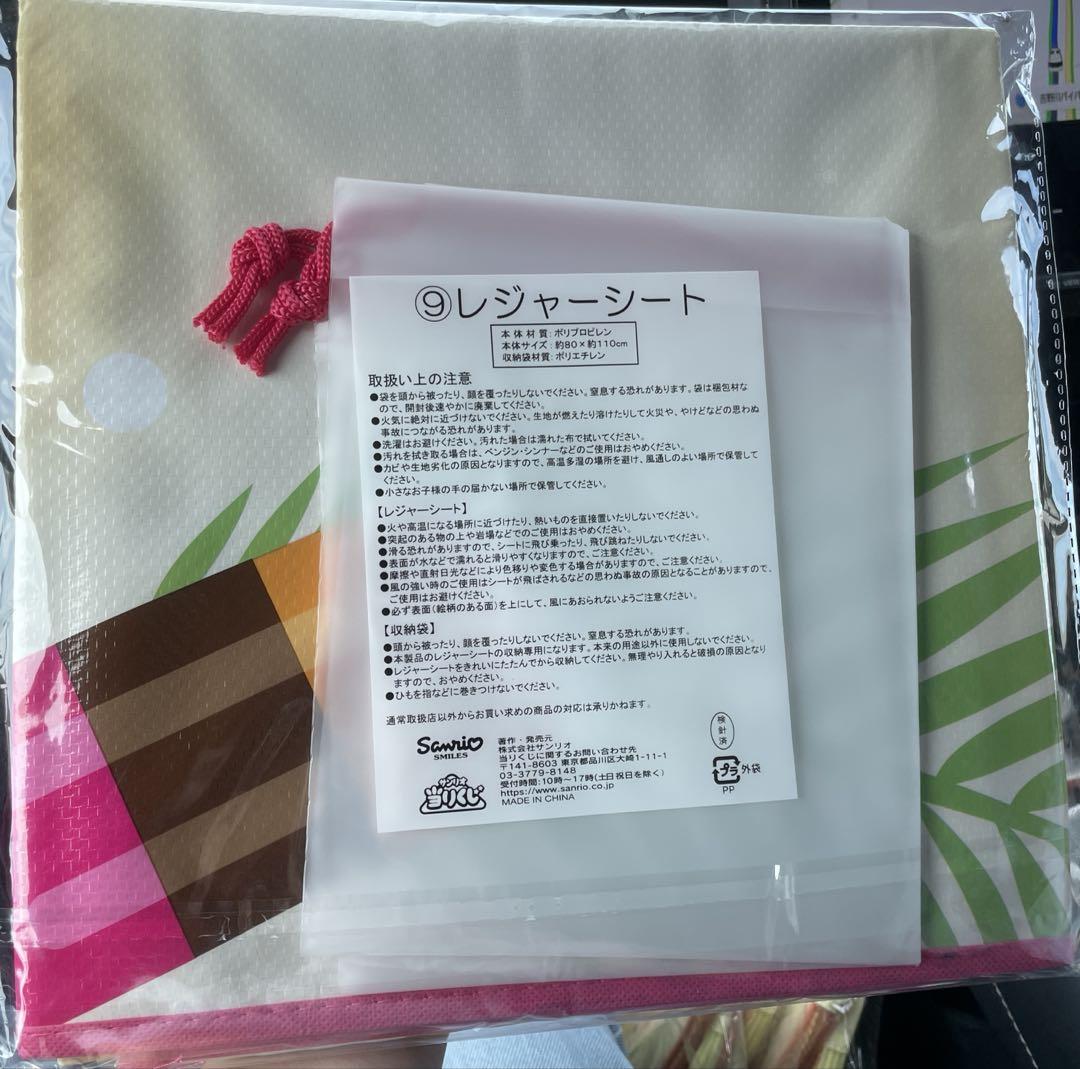 ⑨レジャーシート
本体材質：ポリプロピレン
本体サイズ：約80×約110cm
収納袋材質：ポリエチレン
取扱い上の注意
●袋を頭から被ったり、顔を覆ったりしないでください。窒息する恐れがあります。袋は梱包材な
ので、開封後速やかに廃棄してください。
●火気に絶対に近づけないでください。生地が燃えたり溶けたりして火災や、やけどなどの思わぬ
事故につながる恐れがあります。
●洗濯はお避けください。汚れた場合は濡れた布で拭いてください。
●汚れを拭き取る場合は、ベンジン・シンナーなどのご使用はおやめください。
●カビや生地劣化の原因となりますので、高温多湿の場所を避け、風通しのよい場所で保管して
ください。
●小さなお子様の手の届かない場所で保管してください。
【レジャーシート】
●火や高温になる場所に近づけたり、熱いものを直接置いたりしないでください。
●突起のある物の上や岩場などでのご使用はおやめください。
●滑る恐れがありますので、シートに飛び乗ったり、飛び跳ねたりしないでください。
●表面が水などで濡れると滑りやすくなりますので、ご注意ください。
●摩擦や直射日光などにより色移りや変色する場合がありますので、ご注意ください。
●風の強い時のご使用はシートが飛ばされるなどの思わぬ事故の原因となることがありますので、
ご使用はお避けください。
●必ず表面（絵柄のある面）を上にして、風にあおられないようご注意ください。
【収納袋】
●頭から被ったり、顔を覆ったりしないでください。窒息する恐れがあります。
●本製品のレジャーシートの収納専用になります。本来の用途以外に使用しないでください。
●レジャーシートをきれいにたたんでから収納してください。無理やり入れると破損の原因となり
ますので、おやめください。
●ひもを指などに巻きつけないでください。
通常取扱店以外からお買い求めの商品の対応は承りかねます。
Sanrio
SMILES
サンリオ
当りくじ
著作・発売元
株式会社サンリオ
当りくじに関するお問い合わせ先
〒141-8603 東京都品川区大崎1-11-1
03-3779-8148
受付時間：10時～17時（土日祝日を除く）
https://www.sanrio.co.jp
MADE IN CHINA
検
針
済
プラ 外袋
PP